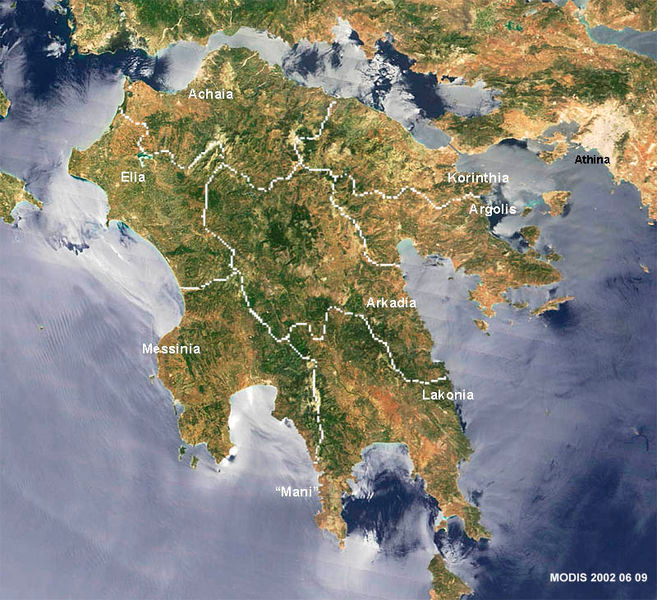 Achaia
Athina
Elia
Korinthia
Argolis
Arkadia
Messinia
Lakonia
“Mani”
MODIS 2002 06 09